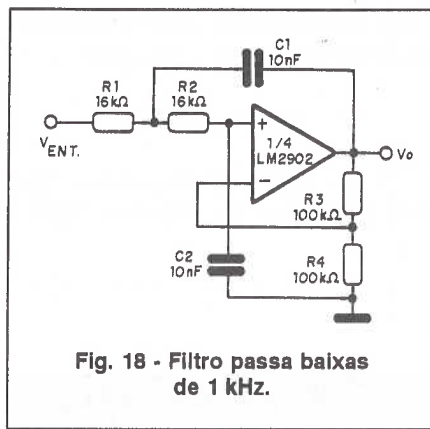 C1
10nF
R1
16kΩ
R2
16kΩ
VENT.
+
1/4
LM2902
−
Vo
R3
100kΩ
C2
10nF
R4
100kΩ
Fig. 18 - Filtro passa baixas
de 1 kHz.